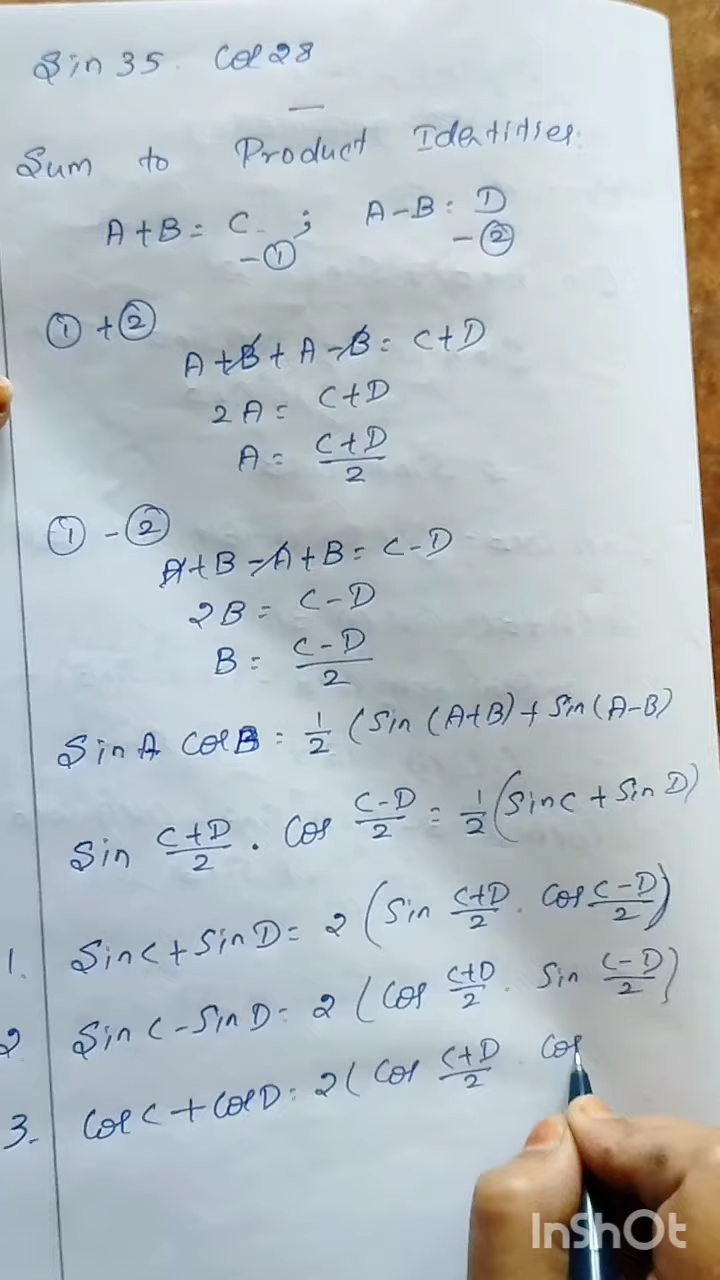 Sin 35 . Cos 28
Sum to Product Identities:
A+B = C - ① ; A-B = D - ②
① + ②
A+B+A-B = C+D
2A = C+D
A = (C+D)/2
① - ②
A+B-A+B = C-D
2B = C-D
B = (C-D)/2
Sin A Cos B = 1/2 (Sin (A+B) + Sin (A-B)
Sin (C+D)/2 . Cos (C-D)/2 = 1/2 (Sin C + Sin D)
1. Sin C + Sin D = 2 (Sin (C+D)/2 . Cos (C-D)/2)
2 Sin C - Sin D = 2 (Cos (C+D)/2 . Sin (C-D)/2)
3. Cos C + Cos D = 2 ( Cos (C+D)/2 . Cos
InShOt